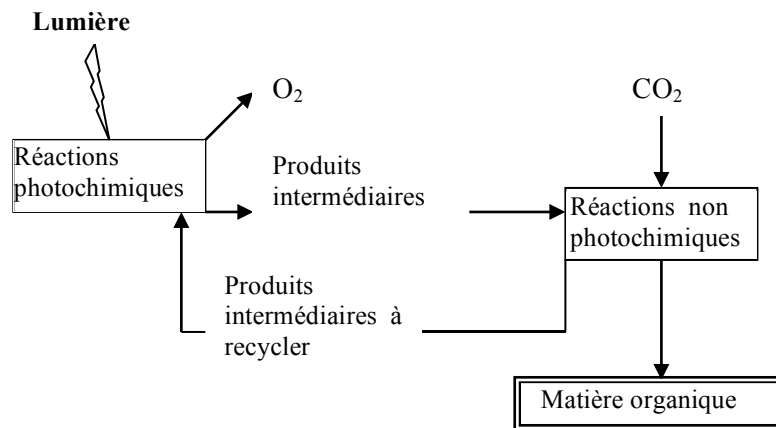 Lumière
O₂
CO₂
Réactions
photochimiques
Produits
intermédiaires
Réactions non
photochimiques
Produits
intermédiaires à
recycler
Matière organique